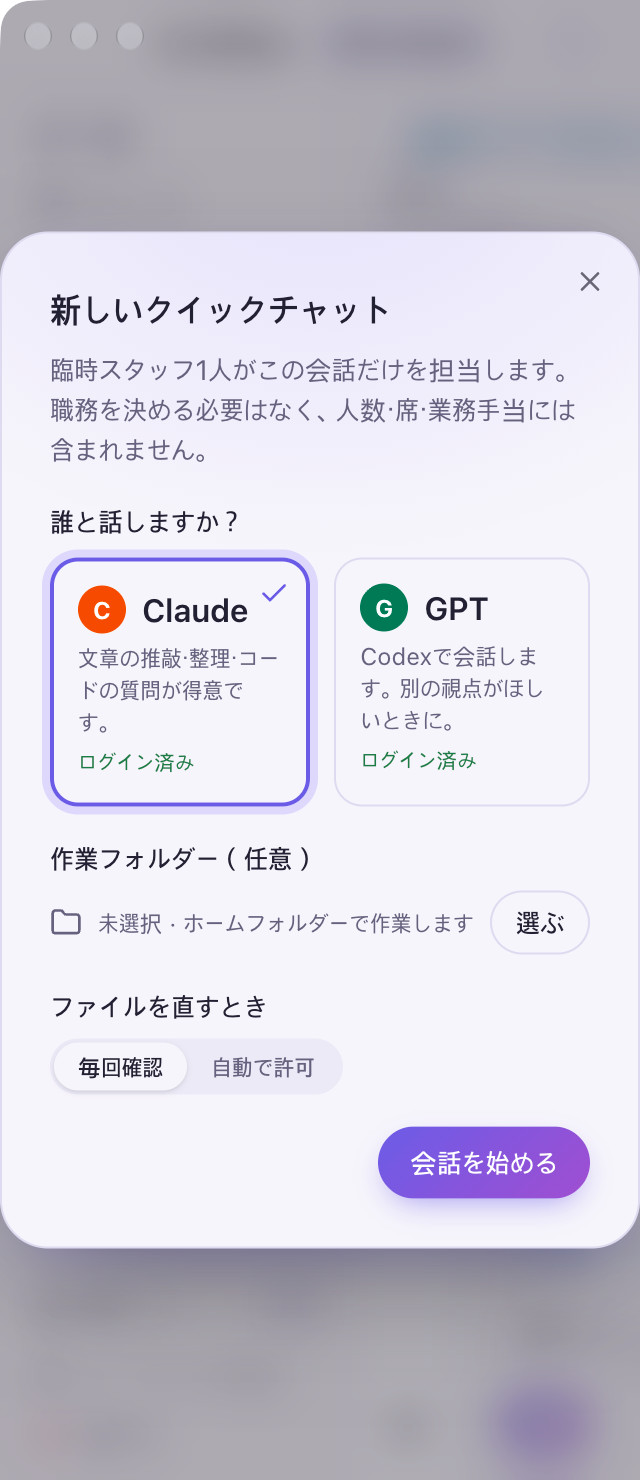 新しいクイックチャット
臨時スタッフ1人がこの会話だけを担当します。
職務を決める必要はなく、人数·席·業務手当には
含まれません。
誰と話しますか？
C Claude
文章の推敲·整理·コー
ドの質問が得意で
す。
ログイン済み
G GPT
Codexで会話しま
す。別の視点がほし
いときに。
ログイン済み
作業フォルダー ( 任意 )
未選択 · ホームフォルダーで作業します
選ぶ
ファイルを直すとき
毎回確認 自動で許可
会話を始める